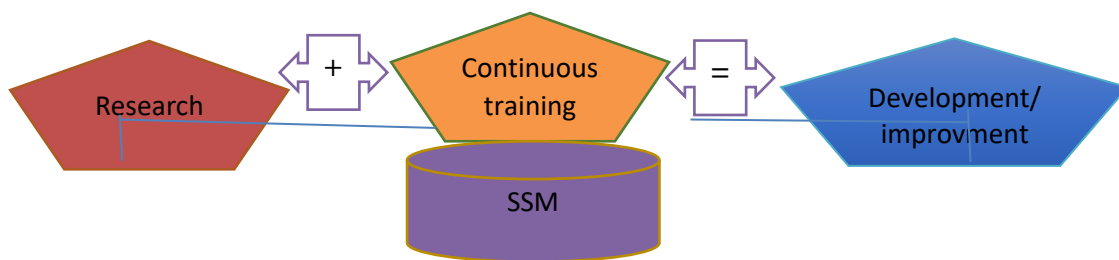 Research
+
Continuous
training
=
Development/
improvment
SSM